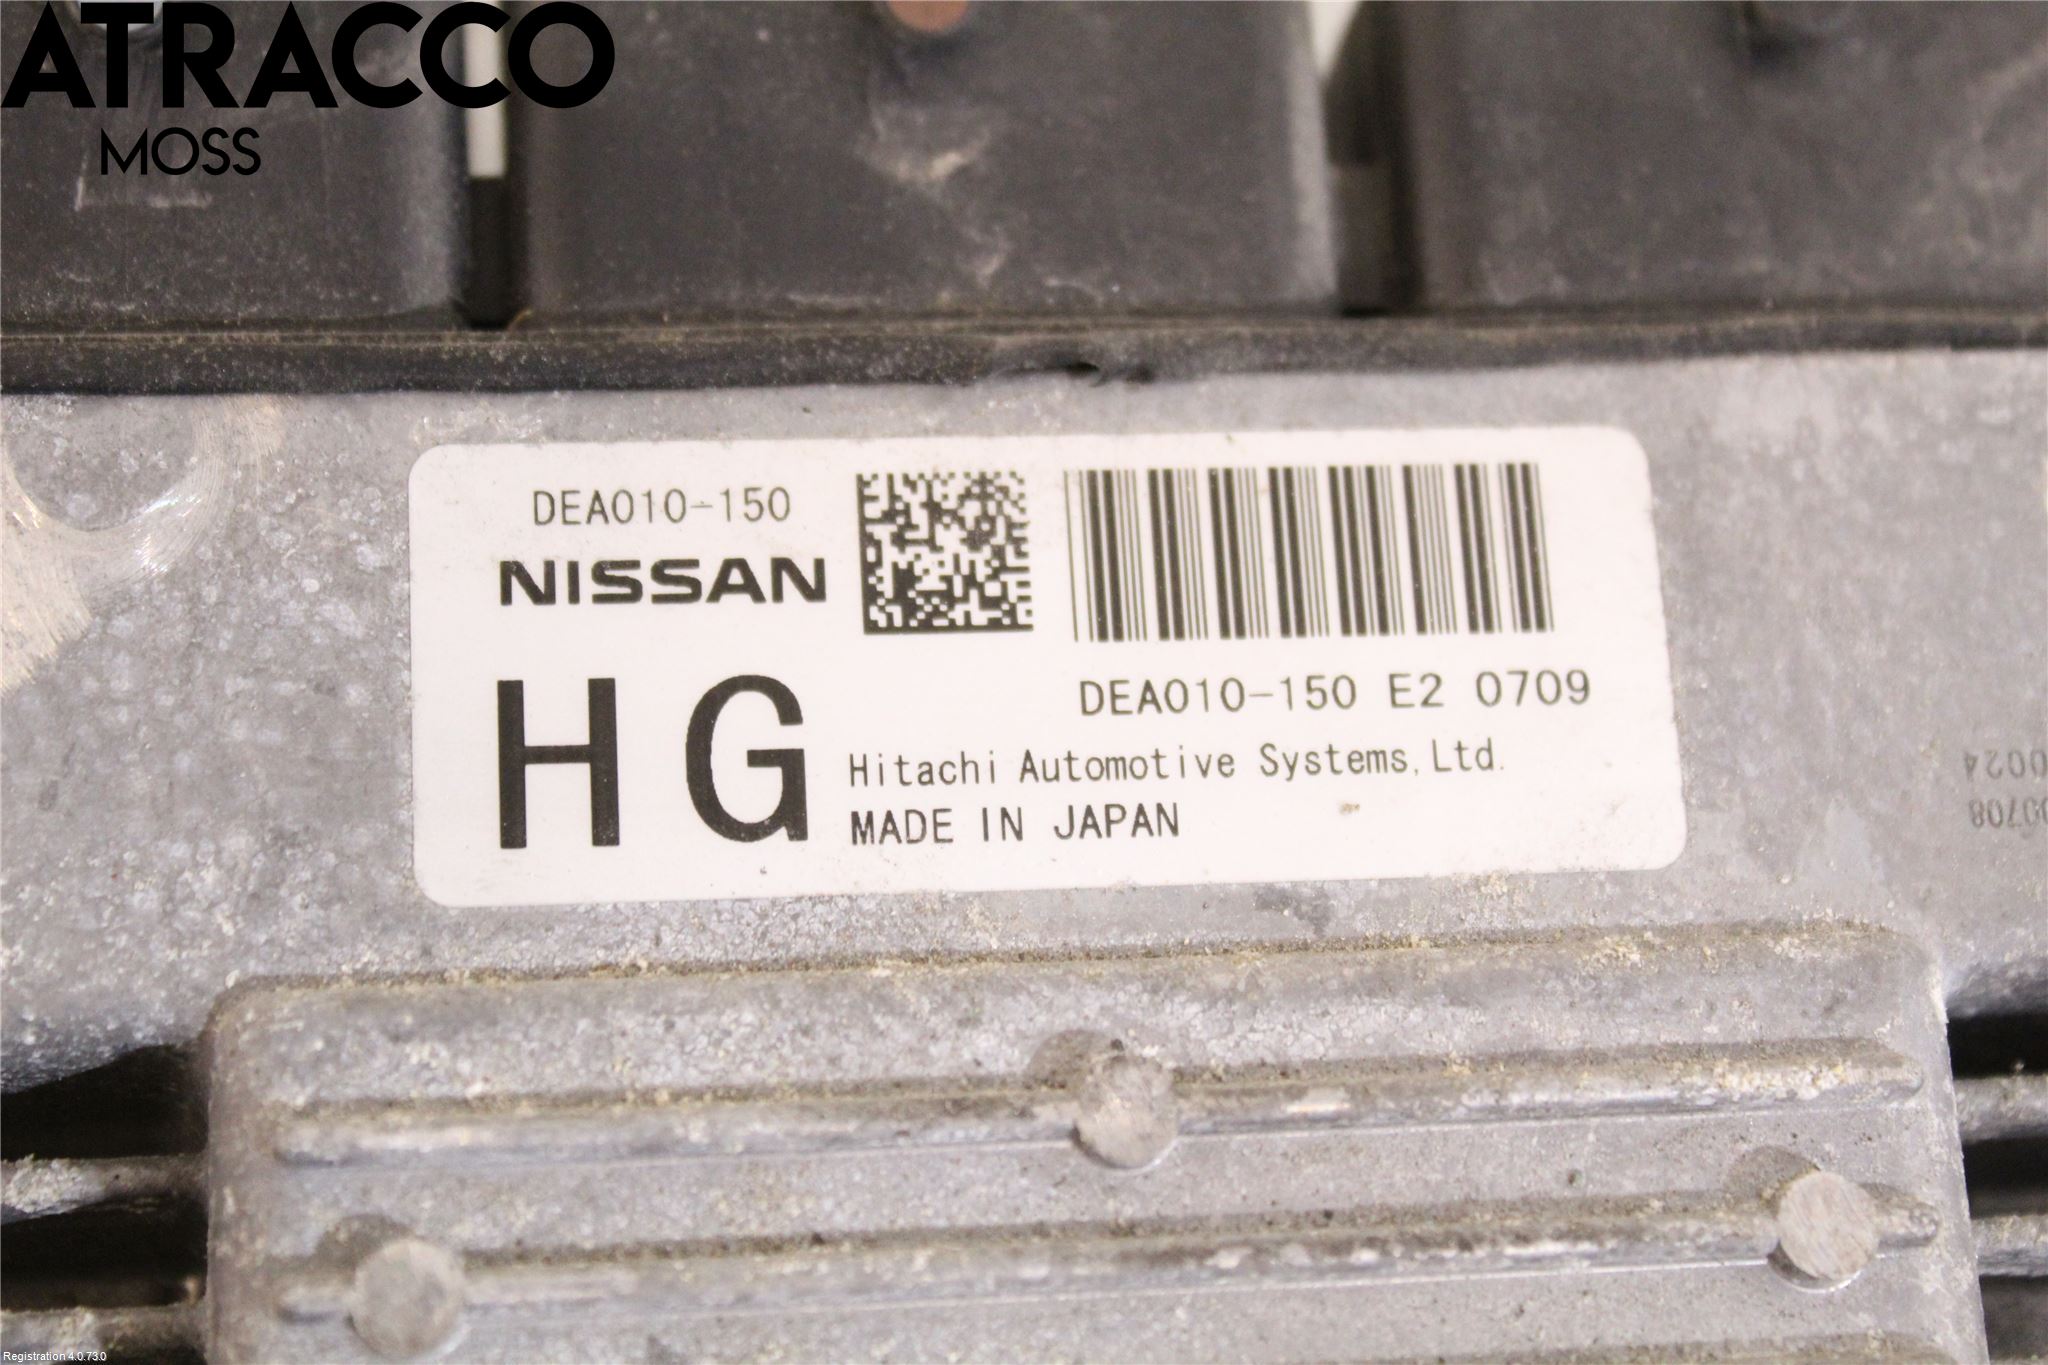 ATRACCO
MOSS
DEA010-150
NISSAN
HG
DEA010-150 E2 0709
Hitachi Automotive Systems, Ltd.
MADE IN JAPAN
Registration 4.0.73.0